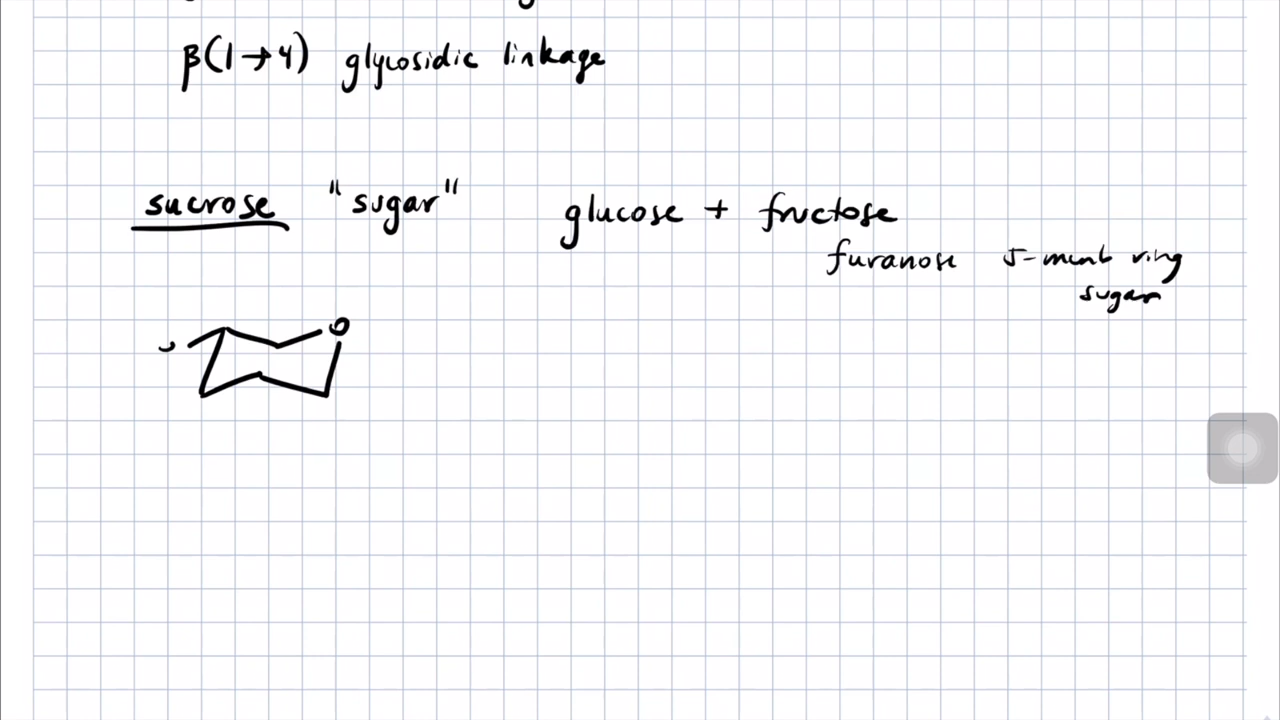 β(1→4) glycosidic linkage
sucrose "sugar" glucose + fructose
furanose 5-memb ring
sugar
O